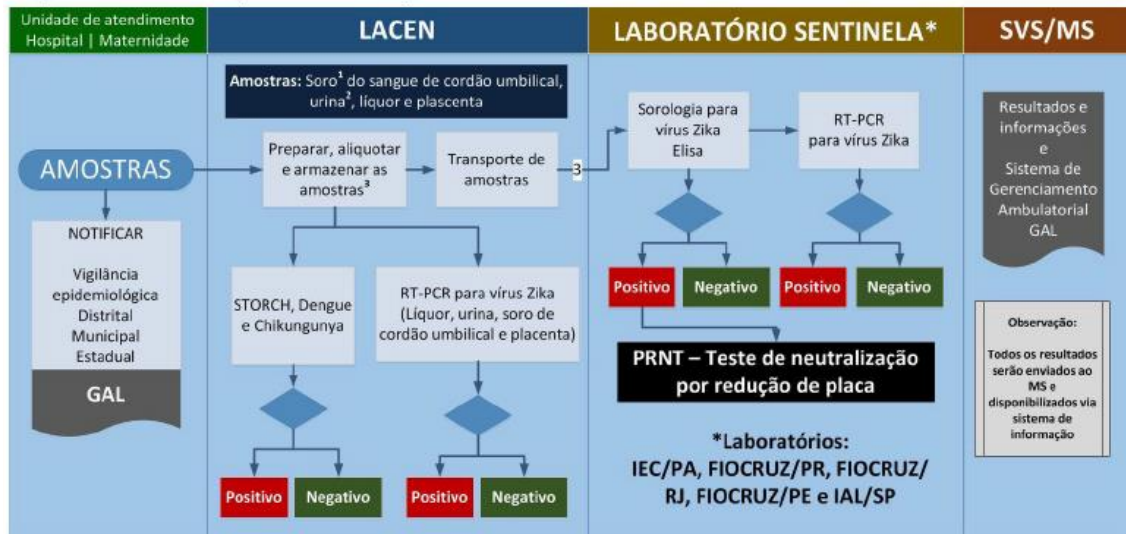 Unidade de atendimento
Hospital | Maternidade
LACEN
LABORATÓRIO SENTINELA*
SVS/MS
AMOSTRAS
NOTIFICAR
Vigilância
epidemiológica
Distrital
Municipal
Estadual
GAL
Amostras: Soro¹ do sangue de cordão umbilical,
urina², líquor e plascenta
Preparar, aliquotar
e armazenar as
amostras³
Transporte de
amostras
3
STORCH, Dengue
e Chikungunya
RT-PCR para vírus Zika
(Líquor, urina, soro de
cordão umbilical e placenta)
Positivo
Negativo
Positivo
Negativo
Sorologia para
vírus Zika
Elisa
RT-PCR
para vírus Zika
Positivo
Negativo
Positivo
Negativo
PRNT – Teste de neutralização
por redução de placa
*Laboratórios:
IEC/PA, FIOCRUZ/PR, FIOCRUZ/
RJ, FIOCRUZ/PE e IAL/SP
Resultados e
informações
e
Sistema de
Gerenciamento
Ambulatorial
GAL
Observação:
Todos os resultados
serão enviados ao
MS e
disponibilizados via
sistema de
informação